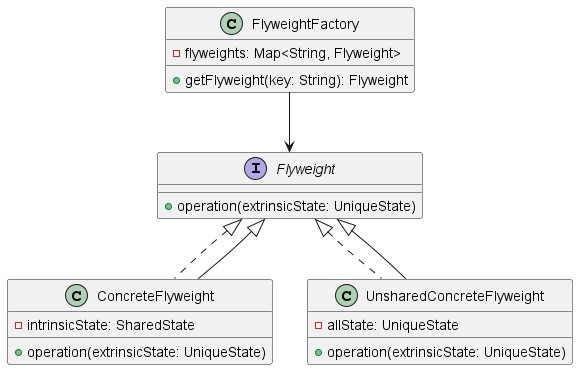 C FlyweightFactory
flyweights: Map<String, Flyweight>
getFlyweight(key: String): Flyweight
I Flyweight
operation(extrinsicState: UniqueState)
C ConcreteFlyweight
intrinsicState: SharedState
operation(extrinsicState: UniqueState)
C UnsharedConcreteFlyweight
allState: UniqueState
operation(extrinsicState: UniqueState)